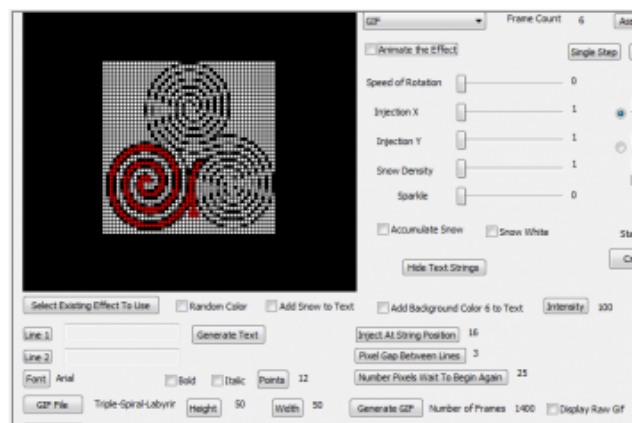 GIF Frame Count 6
Animate the Effect Single Step
Speed of Rotation 0
Injection X 1
Injection Y 1
Snow Density 1
Sparkle 0
Accumulate Snow Snow White
Hide Text Strings
Select Existing Effect To Use Random Color Add Snow to Text Add Background Color 6 to Text Intensity 100
Line 1 Generate Text Inject At String Position 16
Line 2 Pixel Gap Between Lines 3
Font Arial Bold Italic Points 12 Number Pixels Wait To Begin Again 25
GIF File Triple-Spiral-Labyrir Height 50 Width 50 Generate GIF Number of Frames 1400 Display Raw Gif